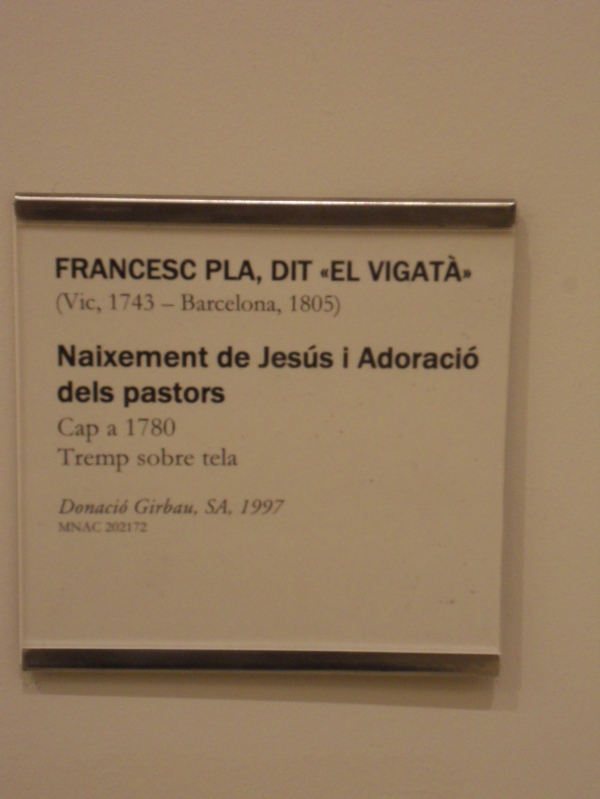 FRANCESC PLA, DIT «EL VIGATÀ»
(Vic, 1743 – Barcelona, 1805)
Naixement de Jesús i Adoració
dels pastors
Cap a 1780
Tremp sobre tela
Donació Girbau, SA, 1997
MNAC 202172